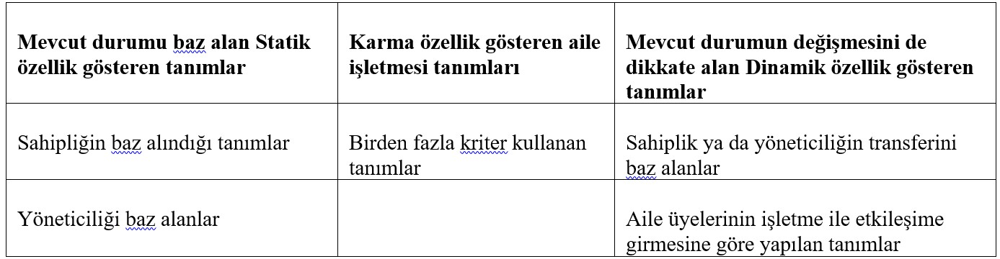 Mevcut durumu baz alan Statik
özellik gösteren tanımlar
Karma özellik gösteren aile
işletmesi tanımları
Mevcut durumun değişmesini de
dikkate alan Dinamik özellik gösteren
tanımlar
Sahipliğin baz alındığı tanımlar
Birden fazla kriter kullanan
tanımlar
Sahiplik ya da yöneticiliğin transferini
baz alanlar
Yöneticiliği baz alanlar
Aile üyelerinin işletme ile etkileşime
girmesine göre yapılan tanımlar